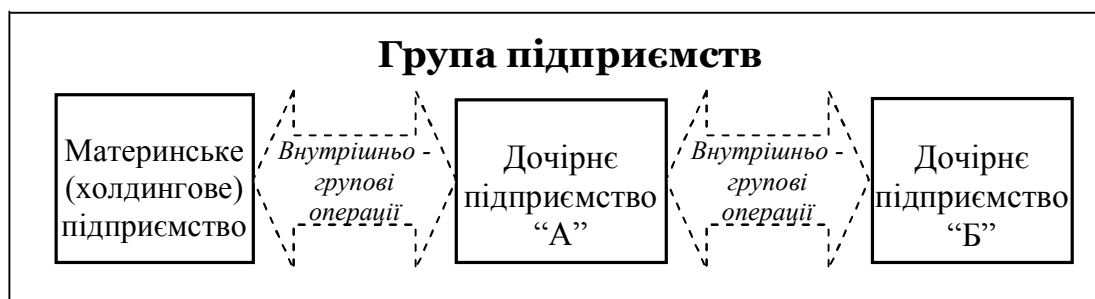 Група підприємств
Материнське
(холдингове)
підприємство
Внутрішньо -
групові
операції
Дочірнє
підприємство
“А”
Внутрішньо -
групові
операції
Дочірнє
підприємство
“Б”